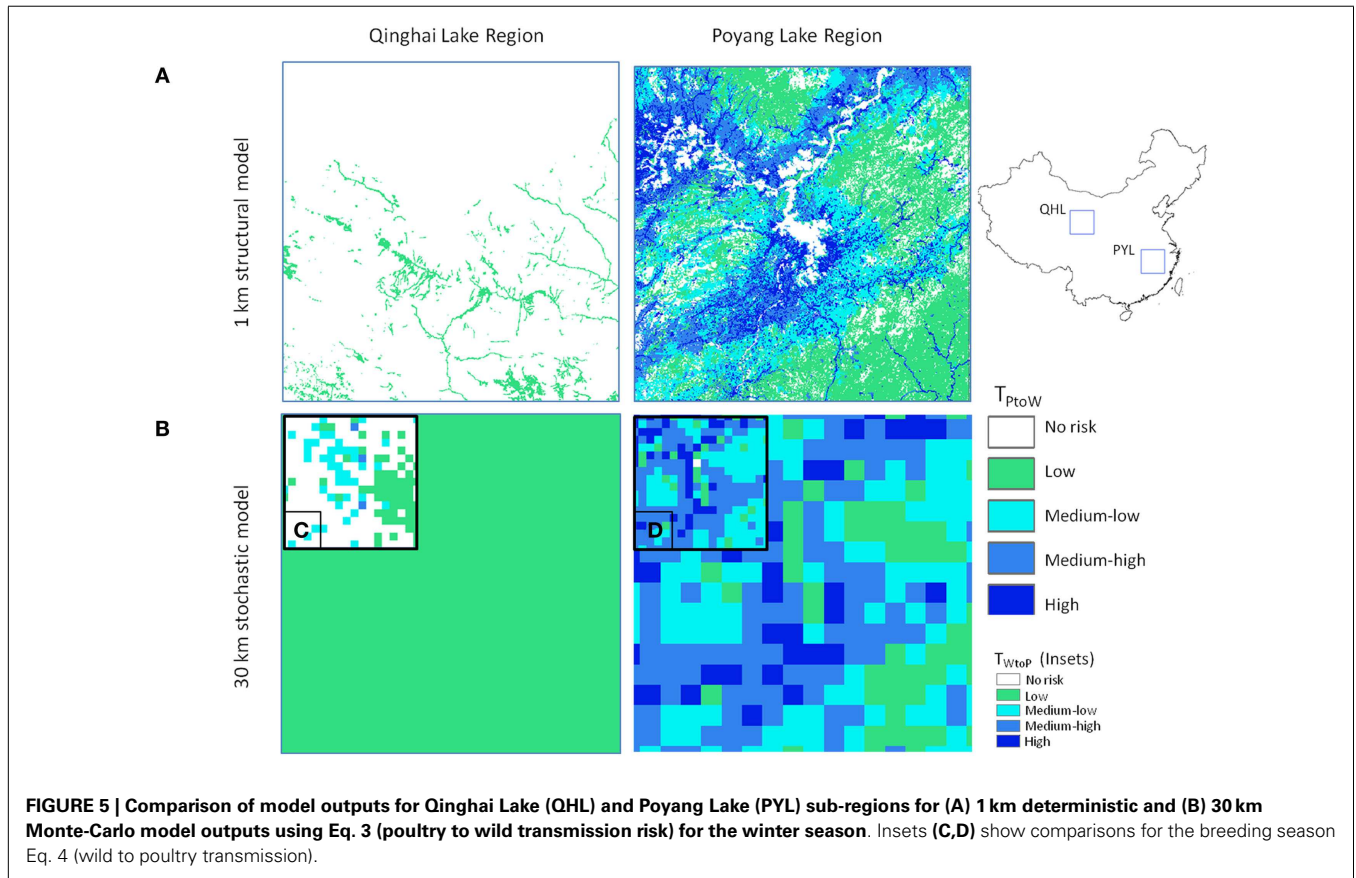 Qinghai Lake Region
Poyang Lake Region
A
1 km structural model
QHL
PYL
B
30 km stochastic model
C
D
TPtoW
No risk
Low
Medium-low
Medium-high
High
TWtoP (Insets)
No risk
Low
Medium-low
Medium-high
High
FIGURE 5 | Comparison of model outputs for Qinghai Lake (QHL) and Poyang Lake (PYL) sub-regions for (A) 1 km deterministic and (B) 30 km
Monte-Carlo model outputs using Eq. 3 (poultry to wild transmission risk) for the winter season. Insets (C,D) show comparisons for the breeding season
Eq. 4 (wild to poultry transmission).